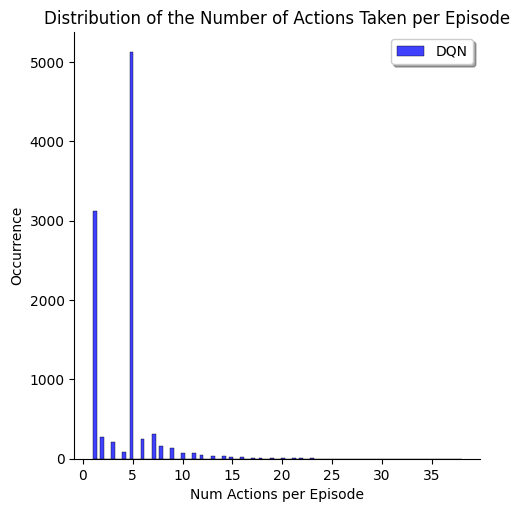 Distribution of the Number of Actions Taken per Episode
DQN
5000
4000
3000
2000
1000
0
Occurrence
0 5 10 15 20 25 30 35
Num Actions per Episode